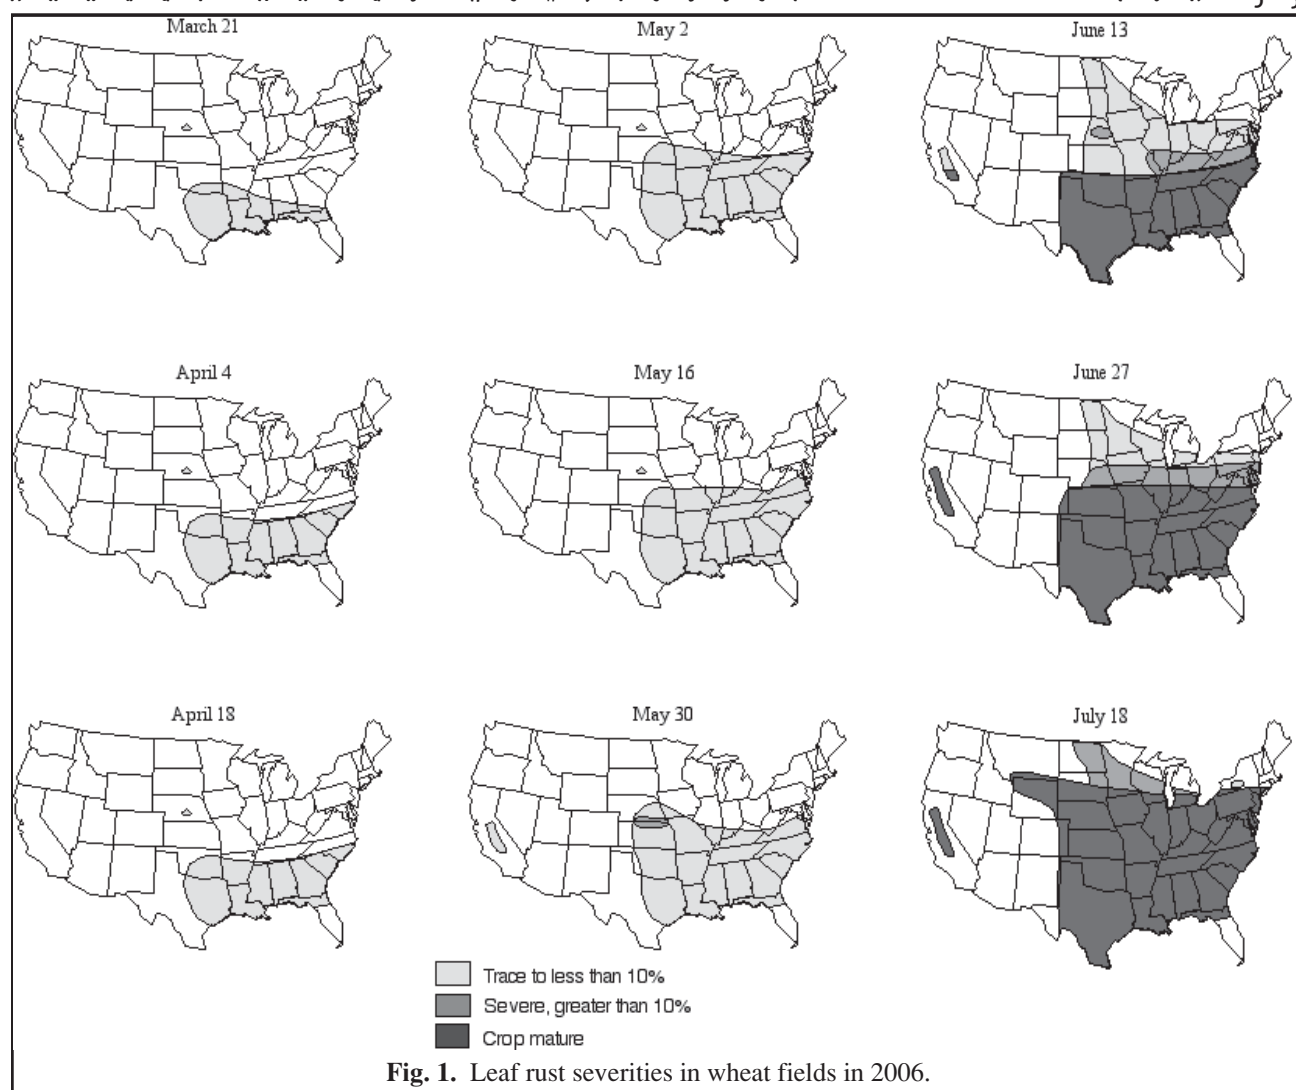 March 21
May 2
June 13
April 4
May 16
June 27
April 18
May 30
July 18
Trace to less than 10%
Severe, greater than 10%
Crop mature
Fig. 1. Leaf rust severities in wheat fields in 2006.